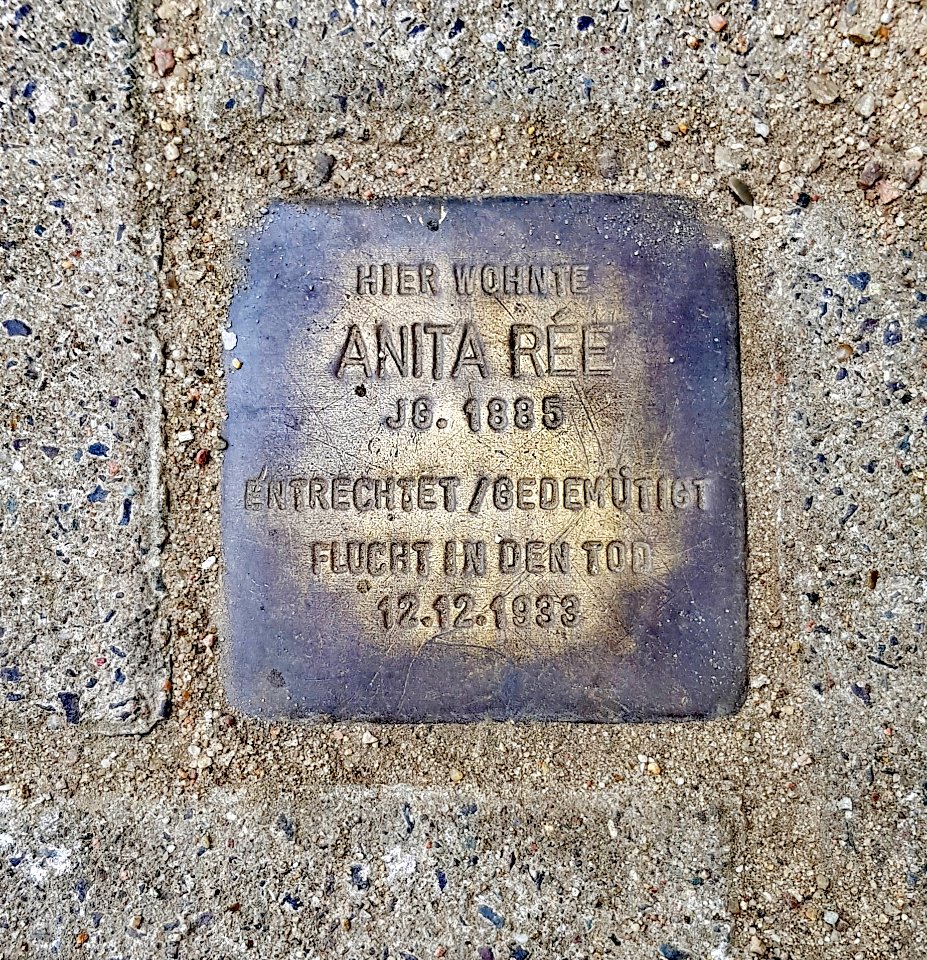 HIER WOHNTE
ANITA RÉE
JG. 1885
ENTRECHTET / GEDEMÜTIGT
FLUCHT IN DEN TOD
12.12.1933